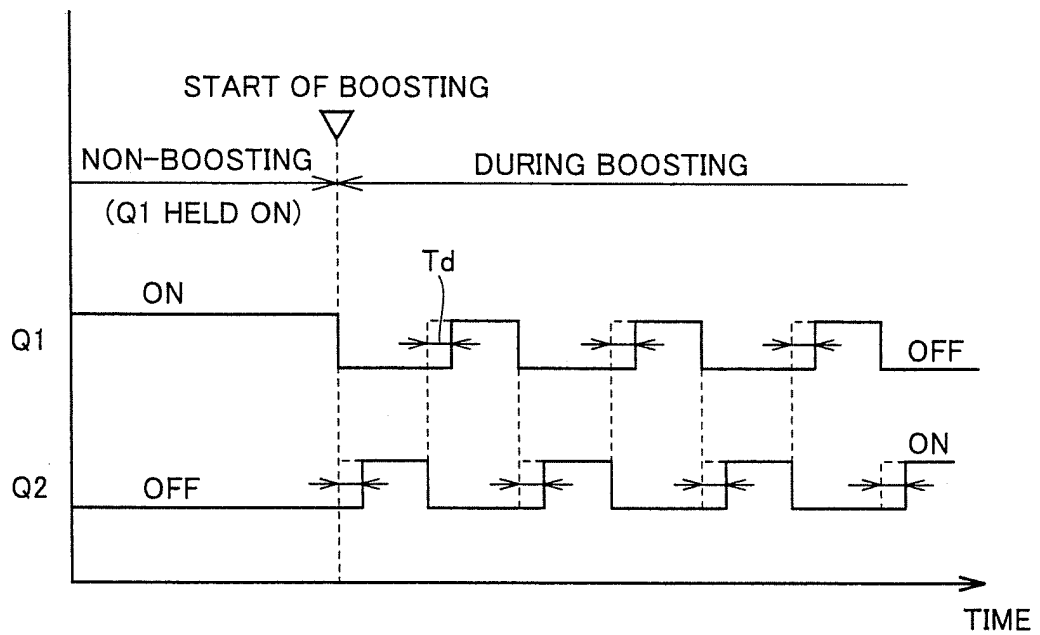 START OF BOOSTING
NON-BOOSTING
DURING BOOSTING
(Q1 HELD ON)
Td
ON
Q1
OFF
ON
Q2
OFF
TIME